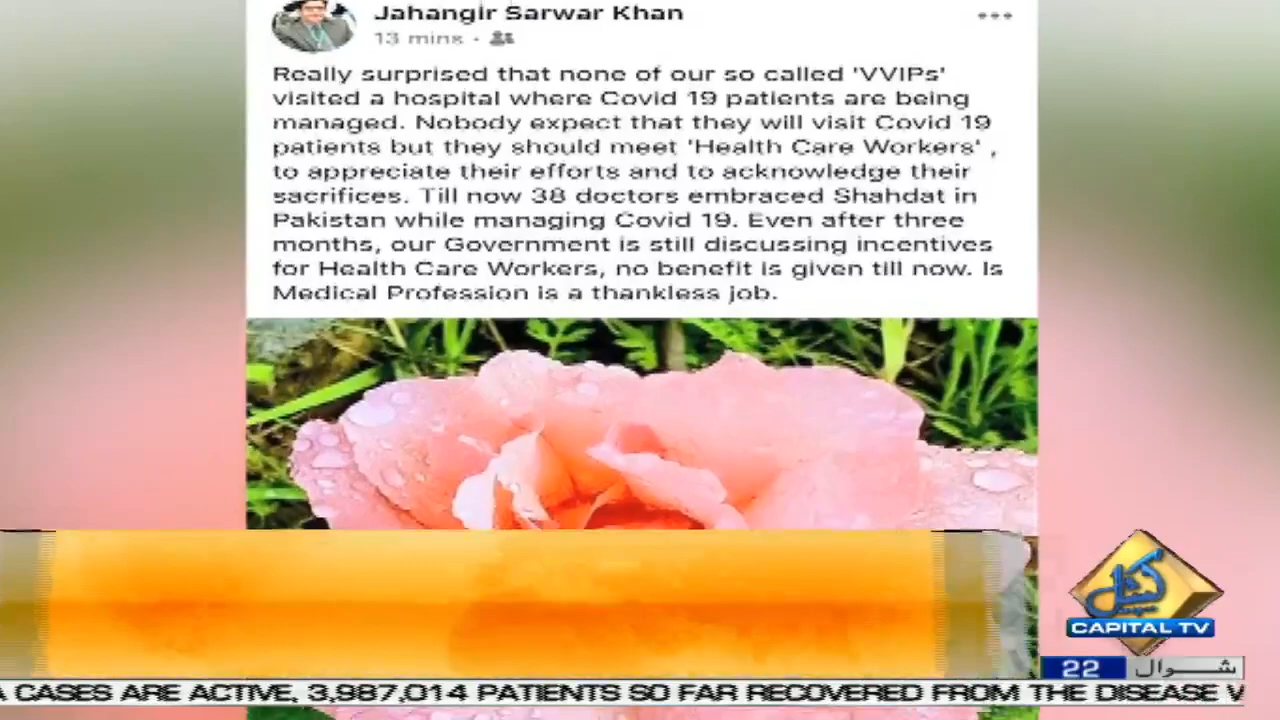 Jahangir Sarwar Khan
13 mins ·
Really surprised that none of our so called 'VVIPs'
visited a hospital where Covid 19 patients are being
managed. Nobody expect that they will visit Covid 19
patients but they should meet 'Health Care Workers' ,
to appreciate their efforts and to acknowledge their
sacrifices. Till now 38 doctors embraced Shahdat in
Pakistan while managing Covid 19. Even after three
months, our Government is still discussing incentives
for Health Care Workers, no benefit is given till now. Is
Medical Profession is a thankless job.
کیپیٹل
CAPITAL TV
22 شوال
A CASES ARE ACTIVE, 3,987,014 PATIENTS SO FAR RECOVERED FROM THE DISEASE